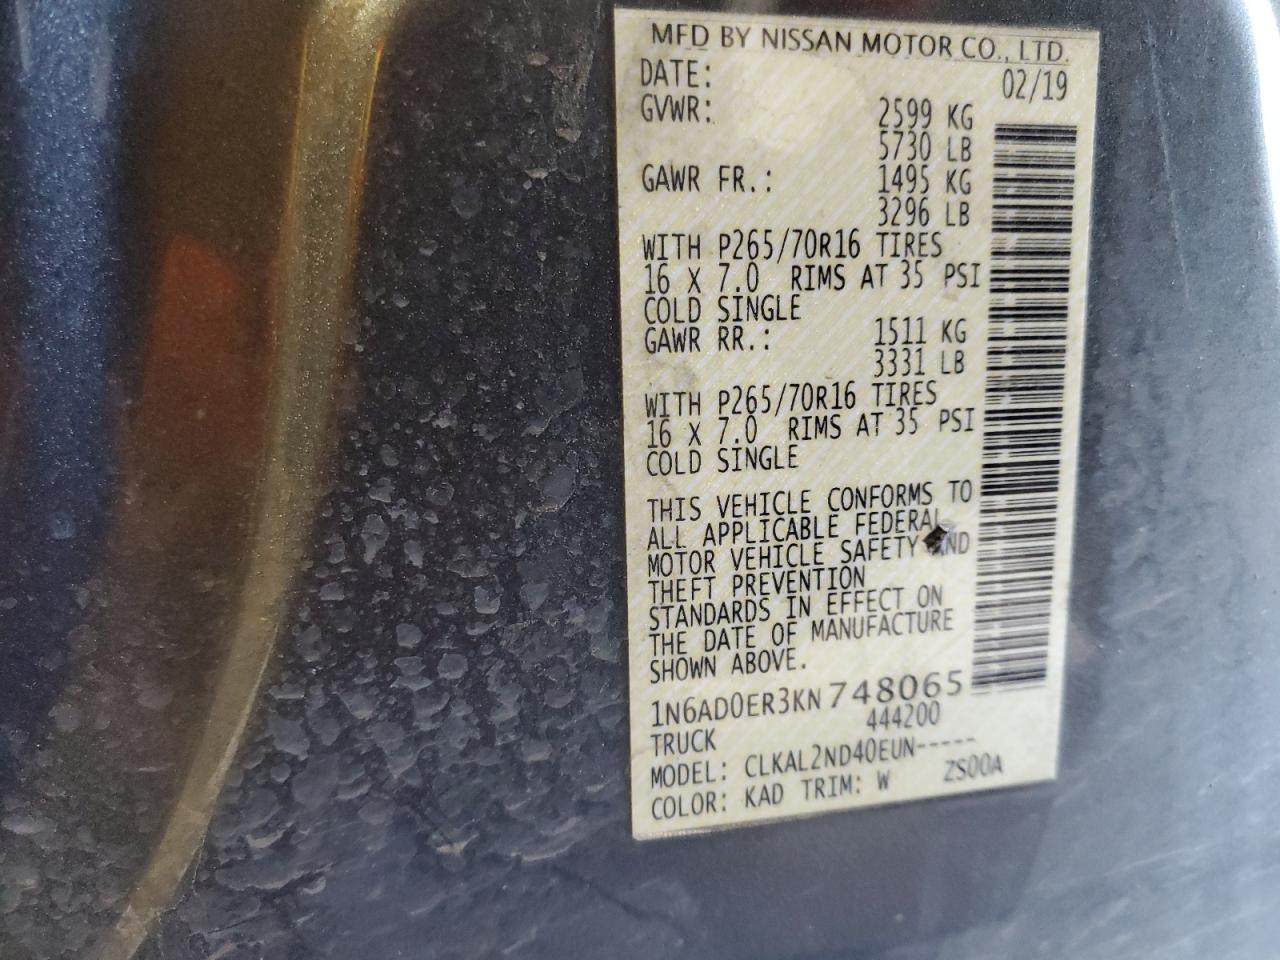 MFD BY NISSAN MOTOR CO., LTD.
DATE: 02/19
GVWR: 2599 KG
5730 LB
GAWR FR.: 1495 KG
3296 LB
WITH P265/70R16 TIRES
16 X 7.0 RIMS AT 35 PSI
COLD SINGLE
GAWR RR.: 1511 KG
3331 LB
WITH P265/70R16 TIRES
16 X 7.0 RIMS AT 35 PSI
COLD SINGLE
THIS VEHICLE CONFORMS TO
ALL APPLICABLE FEDERAL
MOTOR VEHICLE SAFETY AND
THEFT PREVENTION
STANDARDS IN EFFECT ON
THE DATE OF MANUFACTURE
SHOWN ABOVE.
1N6AD0ER3KN748065
TRUCK 444200
MODEL: CLKAL2ND40EUN-----
COLOR: KAD TRIM: W ZS00A